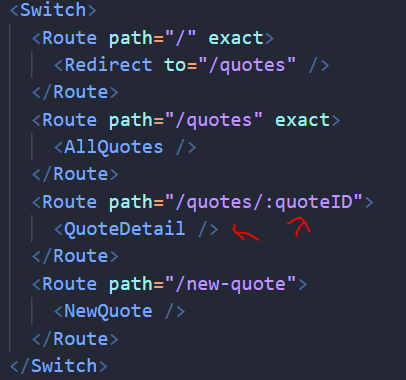 <Switch>
<Route path="/" exact>
<Redirect to="/quotes" />
</Route>
<Route path="/quotes" exact>
<AllQuotes />
</Route>
<Route path="/quotes/:quoteID">
<QuoteDetail />
</Route>
<Route path="/new-quote">
<NewQuote />
</Route>
</Switch>